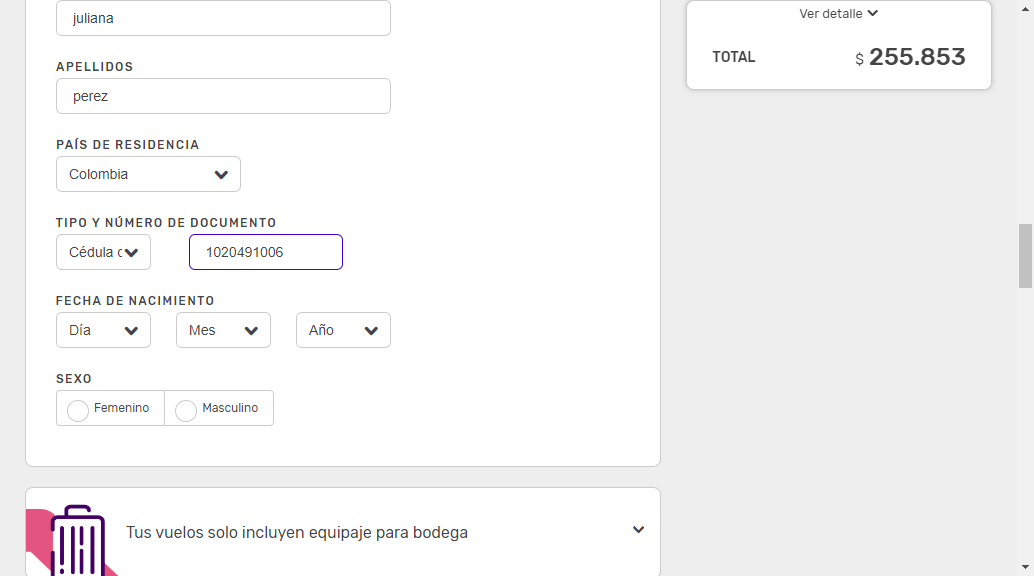 juliana
APELLIDOS
perez
PAÍS DE RESIDENCIA
Colombia
TIPO Y NÚMERO DE DOCUMENTO
Cédula 1020491006
FECHA DE NACIMIENTO
Día Mes Año
SEXO
Femenino Masculino
Tus vuelos solo incluyen equipaje para bodega
Ver detalle
TOTAL $ 255.853